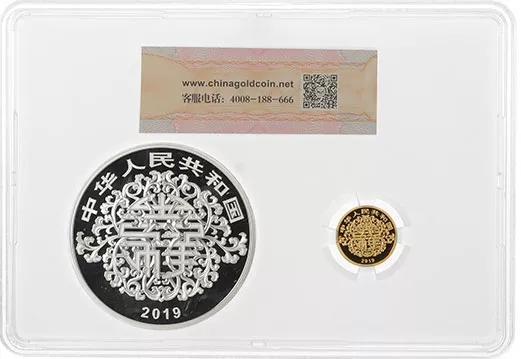 www.chinagoldcoin.net
客服电话：4008-188-666
中华人民共和国
2019
中华人民共和国
2019